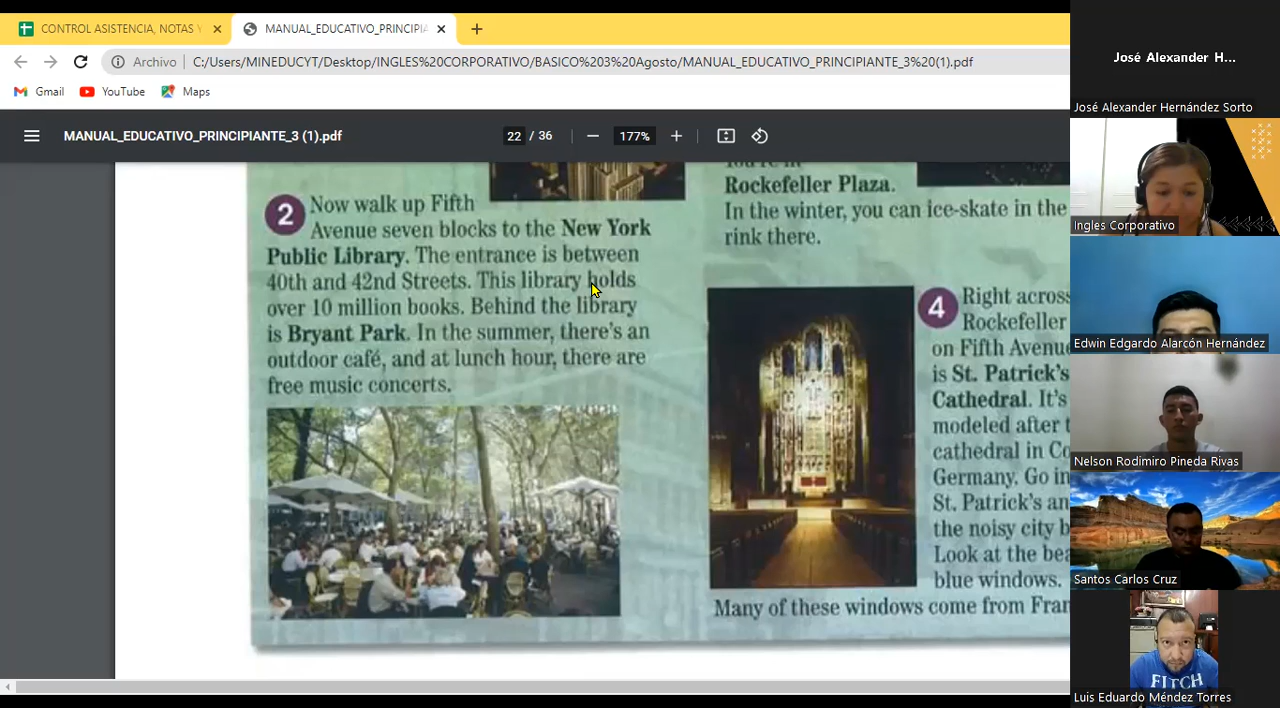 CONTROL ASISTENCIA, NOTAS Y
MANUAL_EDUCATIVO_PRINCIPIA
Archivo
C:/Users/MINEDUCYT/Desktop/INGLES%20CORPORATIVO/BASICO%203%20Agosto/MANUAL_EDUCATIVO_PRINCIPIANTE_3%20(1).pdf
Gmail
YouTube
Maps
MANUAL_EDUCATIVO_PRINCIPIANTE_3 (1).pdf
22 / 36
177%
2
Now walk up Fifth
Avenue seven blocks to the New York
Public Library. The entrance is between
40th and 42nd Streets. This library holds
over 10 million books. Behind the library
is Bryant Park. In the summer, there's an
outdoor café, and at lunch hour, there are
free music concerts.
You're in
Rockefeller Plaza.
In the winter, you can ice-skate in the
rink there.
4
Right across
Rockefeller
on Fifth Avenue
is St. Patrick's
Cathedral. It's
modeled after
cathedral in
Germany. Go
St. Patrick's
the noisy city
Look at the
blue windows.
Many of these windows come from
José Alexander H...
José Alexander Hernández Sorto
Ingles Corporativo
Edwin Edgardo Alarcón Hernández
Nelson Rodimiro Pineda Rivas
Santos Carlos Cruz
FITCH
Luis Eduardo Méndez Torres